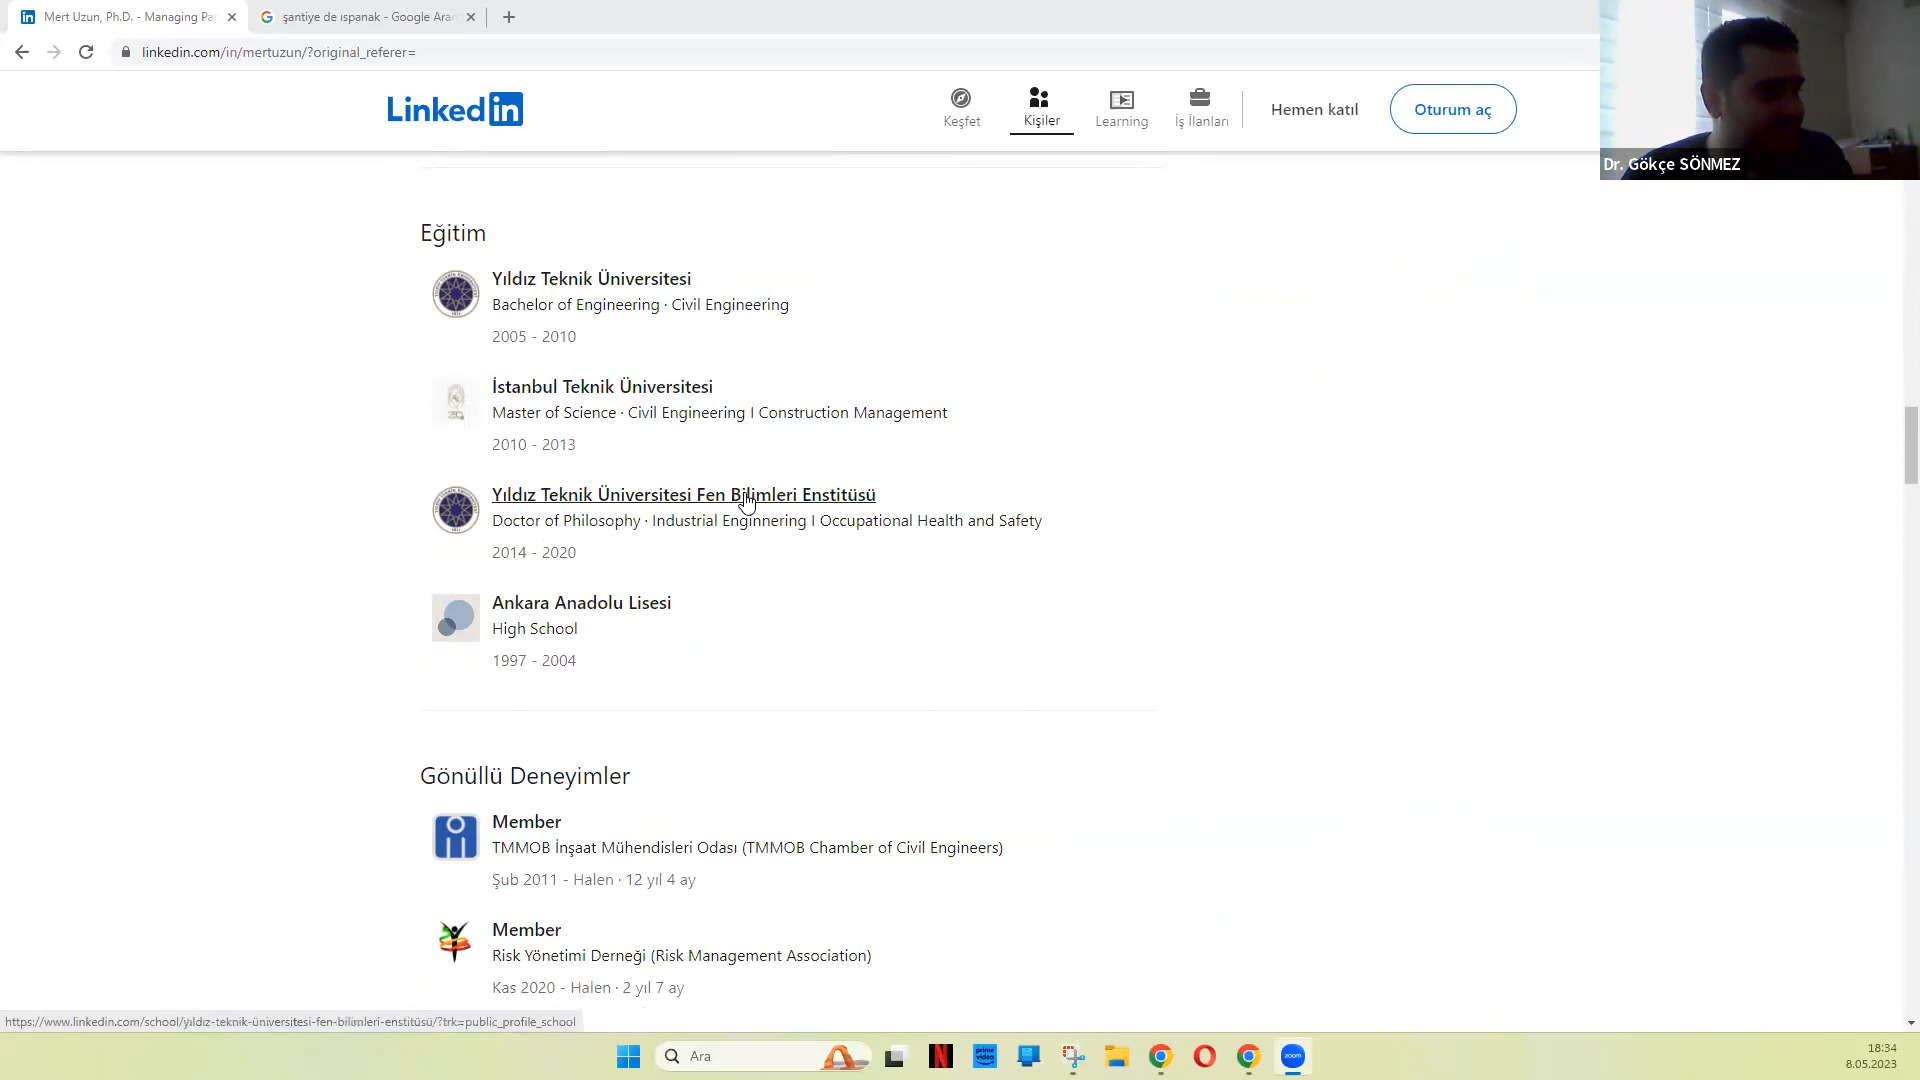 Mert Uzun, Ph.D. - Managing Par
şantiye de ıspanak - Google Aram
linkedin.com/in/mertuzun/?original_referer=
LinkedIn
Keşfet
Kişiler
Learning
İş İlanları
Hemen katıl
Oturum aç
Dr. Gökçe SÖNMEZ
Eğitim
Yıldız Teknik Üniversitesi
Bachelor of Engineering · Civil Engineering
2005 - 2010
İstanbul Teknik Üniversitesi
Master of Science · Civil Engineering I Construction Management
2010 - 2013
Yıldız Teknik Üniversitesi Fen Bilimleri Enstitüsü
Doctor of Philosophy · Industrial Enginnering I Occupational Health and Safety
2014 - 2020
Ankara Anadolu Lisesi
High School
1997 - 2004
Gönüllü Deneyimler
Member
TMMOB İnşaat Mühendisleri Odası (TMMOB Chamber of Civil Engineers)
Şub 2011 - Halen · 12 yıl 4 ay
Member
Risk Yönetimi Derneği (Risk Management Association)
Kas 2020 - Halen · 2 yıl 7 ay
https://www.linkedin.com/school/yıldız-teknik-üniversitesi-fen-bilimleri-enstitüsü/?trk=public_profile_school
Ara
prime video
zoom
18:34
8.05.2023